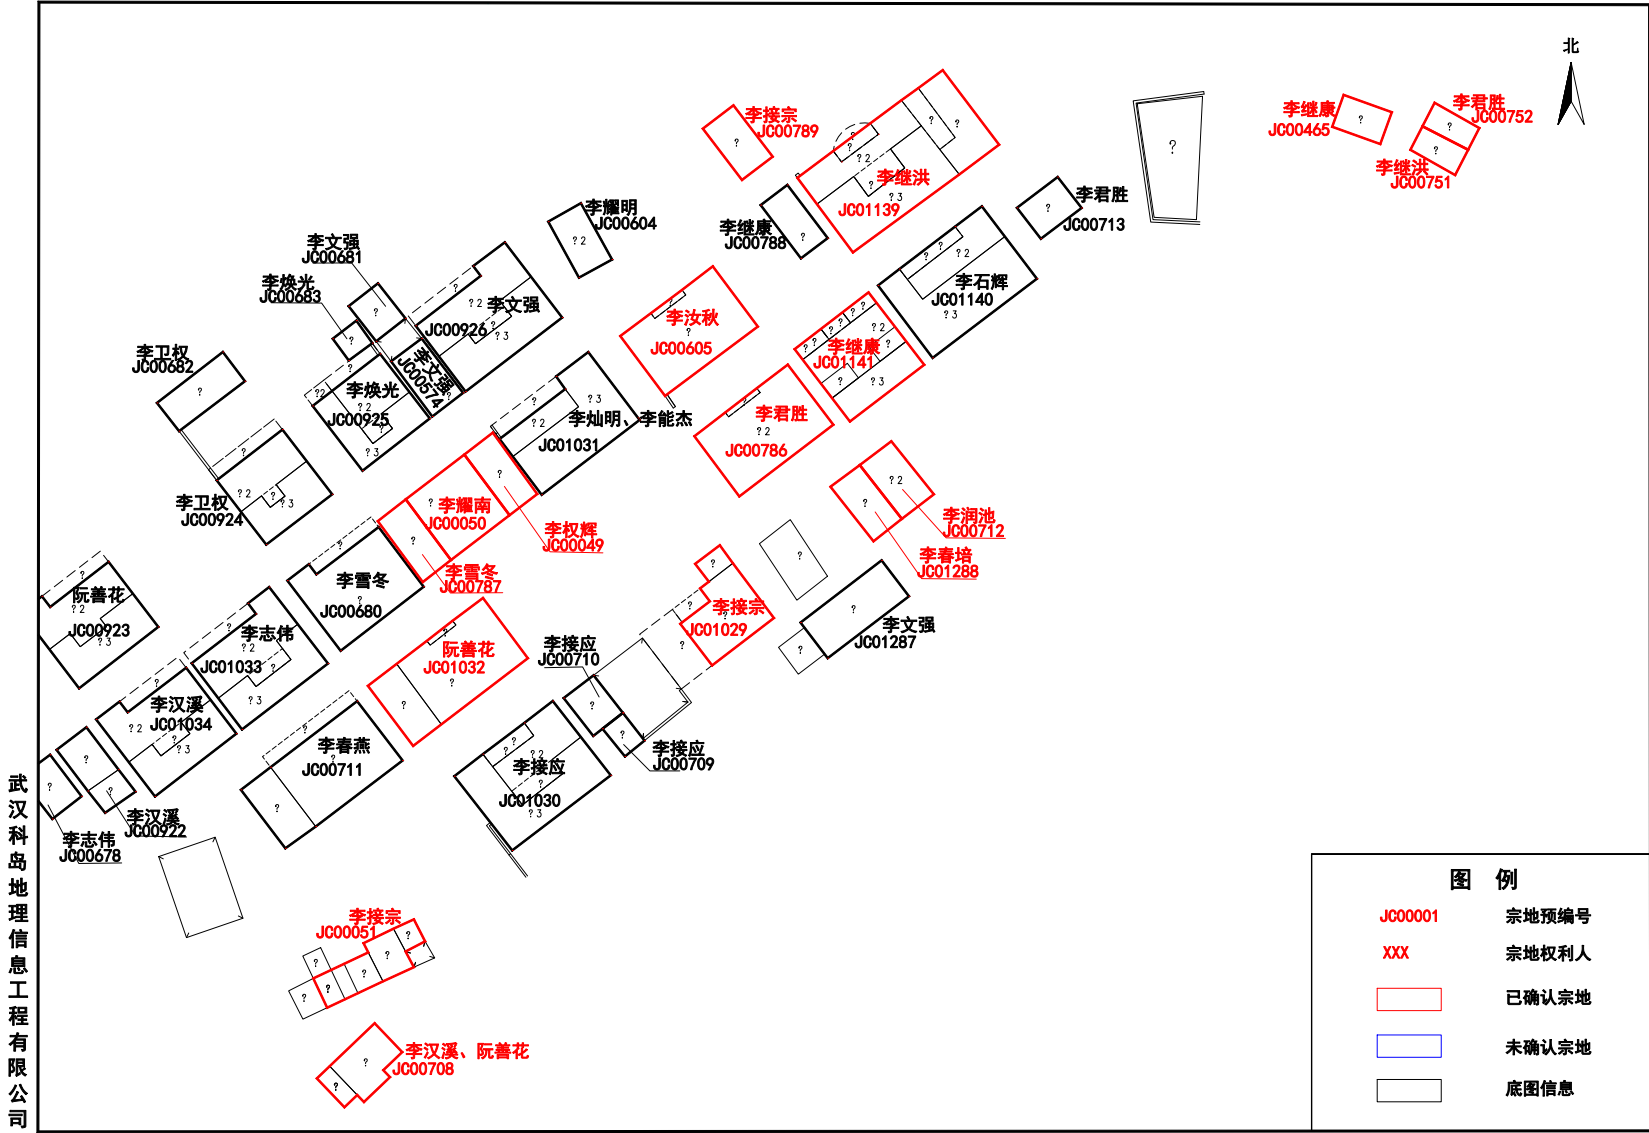 北
李接宗
JC00789
李继康
JC00465
李君胜
JC00752
李继洪
JC00751
李继洪
JC01139
李继康
JC00788
李君胜
JC00713
李耀明
JC00604
李文强
JC00681
李焕光
JC00683
李文强
JC00926
李石辉
JC01140
李汝秋
JC00605
李继康
JC01141
李卫权
JC00682
李文强
JC00574
李焕光
JC00925
李灿明、李能杰
JC01031
李君胜
JC00786
李卫权
JC00924
李耀南
JC00050
李权辉
JC00049
李润池
JC00712
李春培
JC01288
李雪冬
JC00787
李雪冬
JC00680
阮善花
JC00923
李接宗
JC01029
李文强
JC01287
李志伟
JC01033
阮善花
JC01032
李接应
JC00710
李汉溪
JC01034
李春燕
JC00711
李接应
JC00709
李接应
JC01030
李汉溪
JC00922
李志伟
JC00678
李接宗
JC00051
李汉溪、阮善花
JC00708
武汉科岛地理信息工程有限公司
图 例
JC00001 宗地预编号
XXX 宗地权利人
已确认宗地
未确认宗地
底图信息